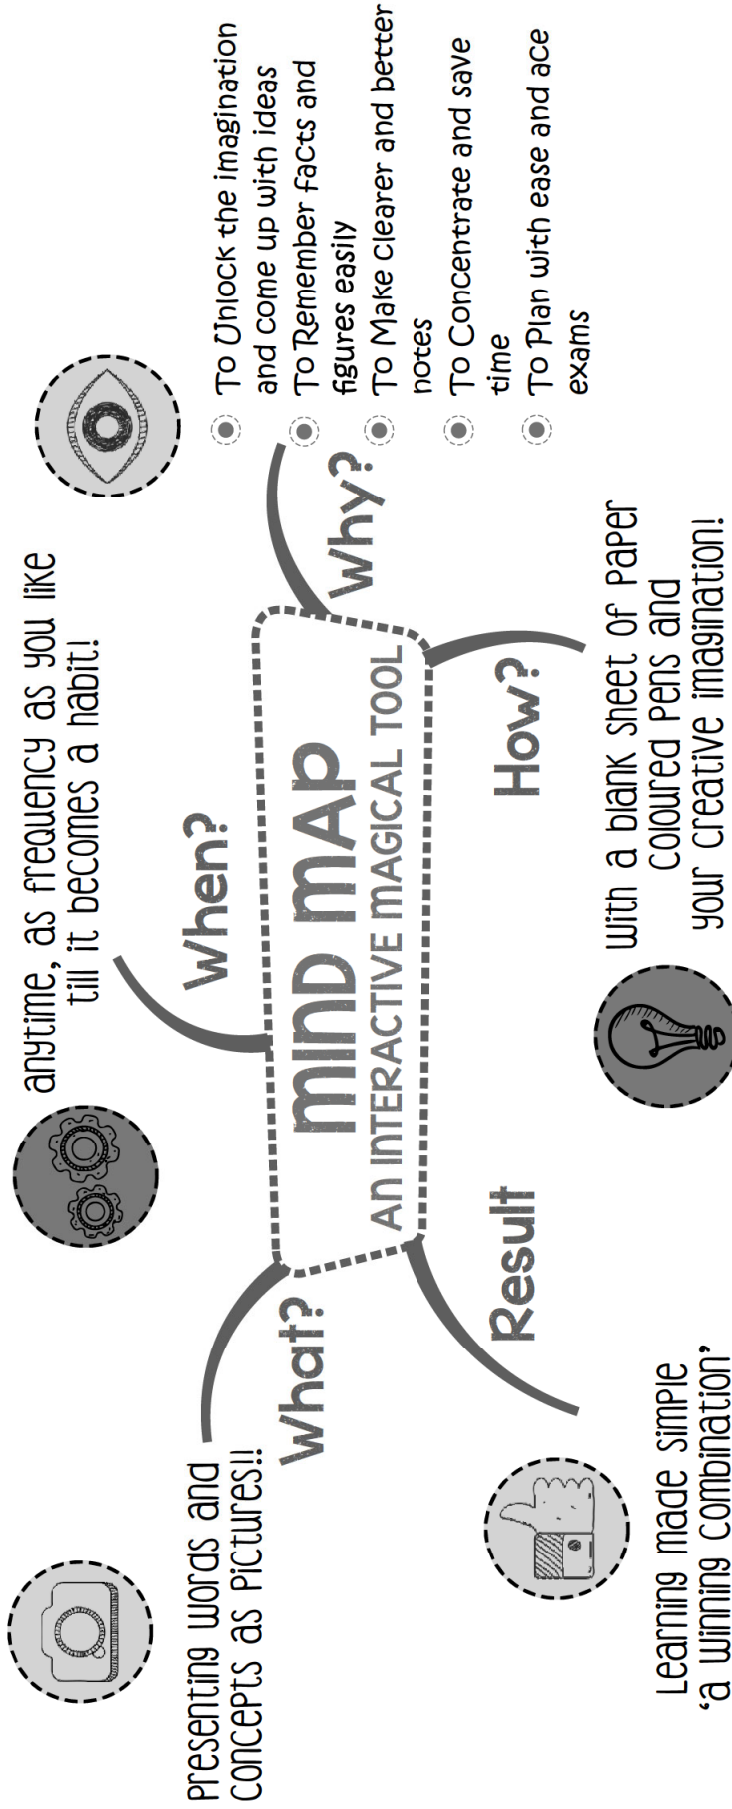 MIND MAP
AN INTERACTIVE MAGICAL TOOL
What?
Presenting words and
concepts as pictures!!
When?
anytime, as frequency as you like
till it becomes a habit!
Why?
To Unlock the imagination
and come up with ideas
To Remember facts and
figures easily
To Make clearer and better
notes
To Concentrate and save
time
To Plan with ease and ace
exams
How?
with a blank sheet of paper
coloured pens and
your creative imagination!
Result
Learning made simple
‘a winning combination’